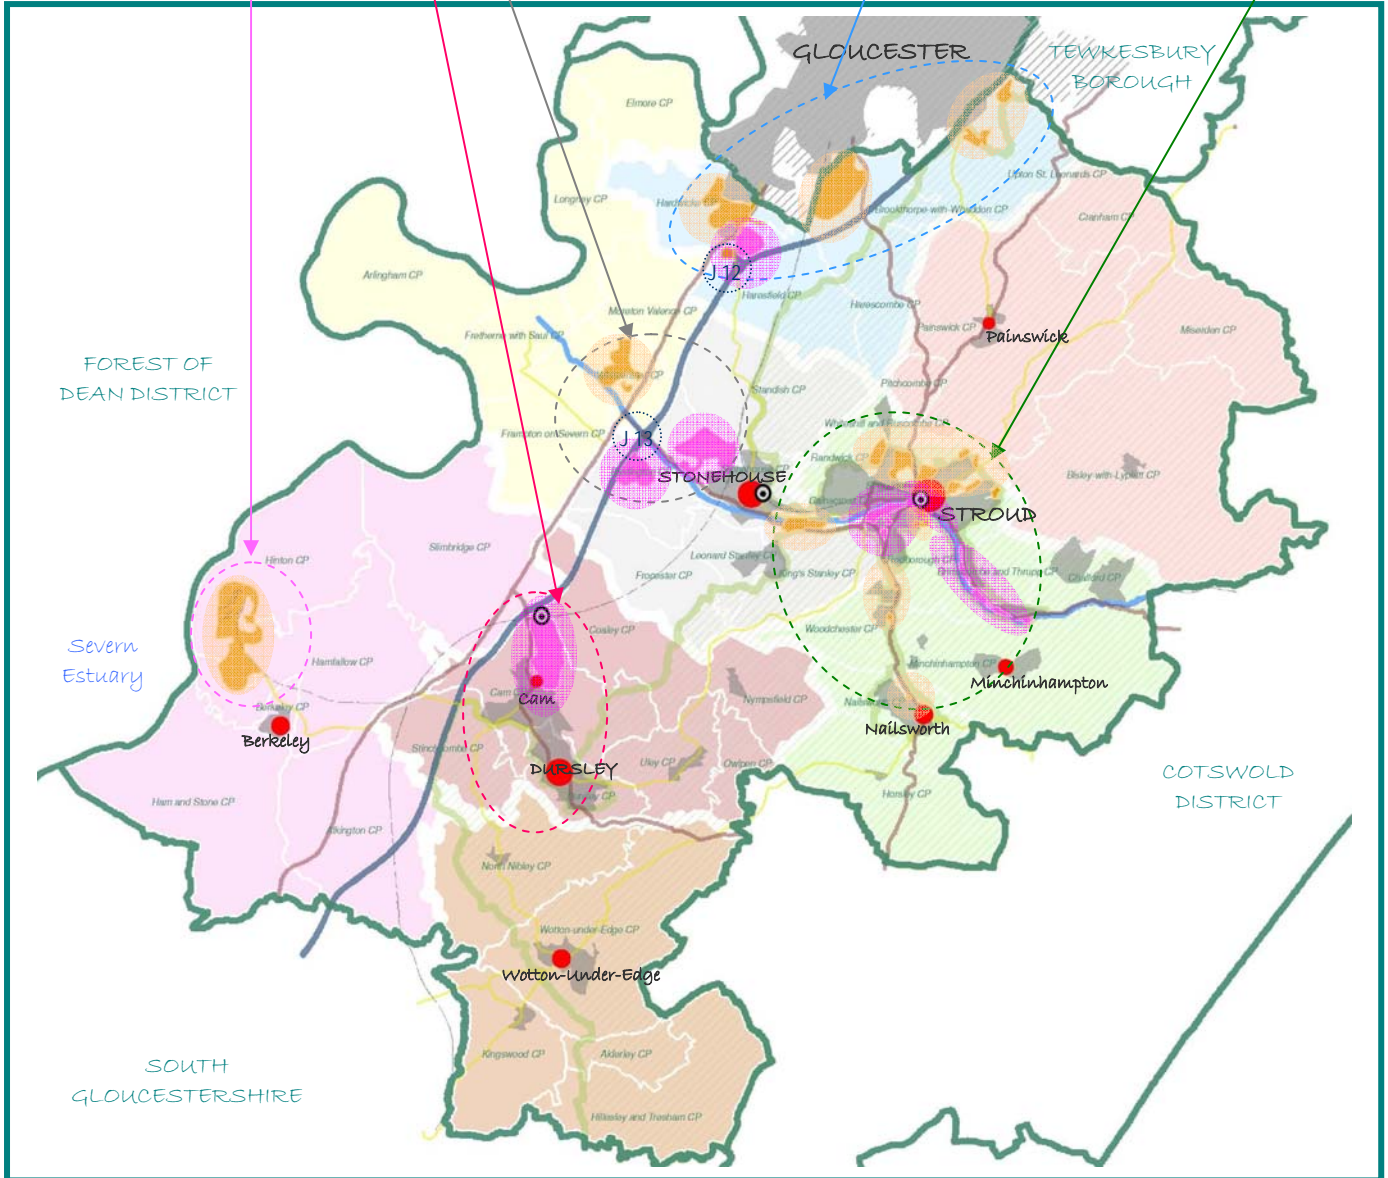 GLOUCESTER
TEWKESBURY
BOROUGH
Elmore CP
Upton St. Leonards CP
Longney CP
Brookthorpe-with-Whaddon CP
Cranham CP
Arlingham CP
J 12
Harescombe CP
Moreton Valence CP
Painswick CP
Painswick
Miserden CP
Fretherne with Saul CP
FOREST OF
DEAN DISTRICT
Pitchcombe CP
Standish CP
Frampton on Severn CP
J 13
Randwick CP
Bisley-with-Lypiatt CP
STONEHOUSE
STROUD
Slimbridge CP
Hinton CP
Leonard Stanley CP
Frocester CP
King's Stanley CP
Chalford CP
Coaley CP
Woodchester CP
Severn
Estuary
Hamfallow CP
Minchinhampton CP
Minchinhampton
Cam
Nympsfield CP
Nailsworth
Berkeley CP
Berkeley
Stinchcombe CP
Uley CP
Owlpen CP
DURSLEY
COTSWOLD
DISTRICT
Ham and Stone CP
Horsley CP
Alkington CP
North Nibley CP
Wotton-under-Edge CP
Wotton-Under-Edge
Kingswood CP
Alderley CP
SOUTH
GLOUCESTERSHIRE
Hillesley and Tresham CP